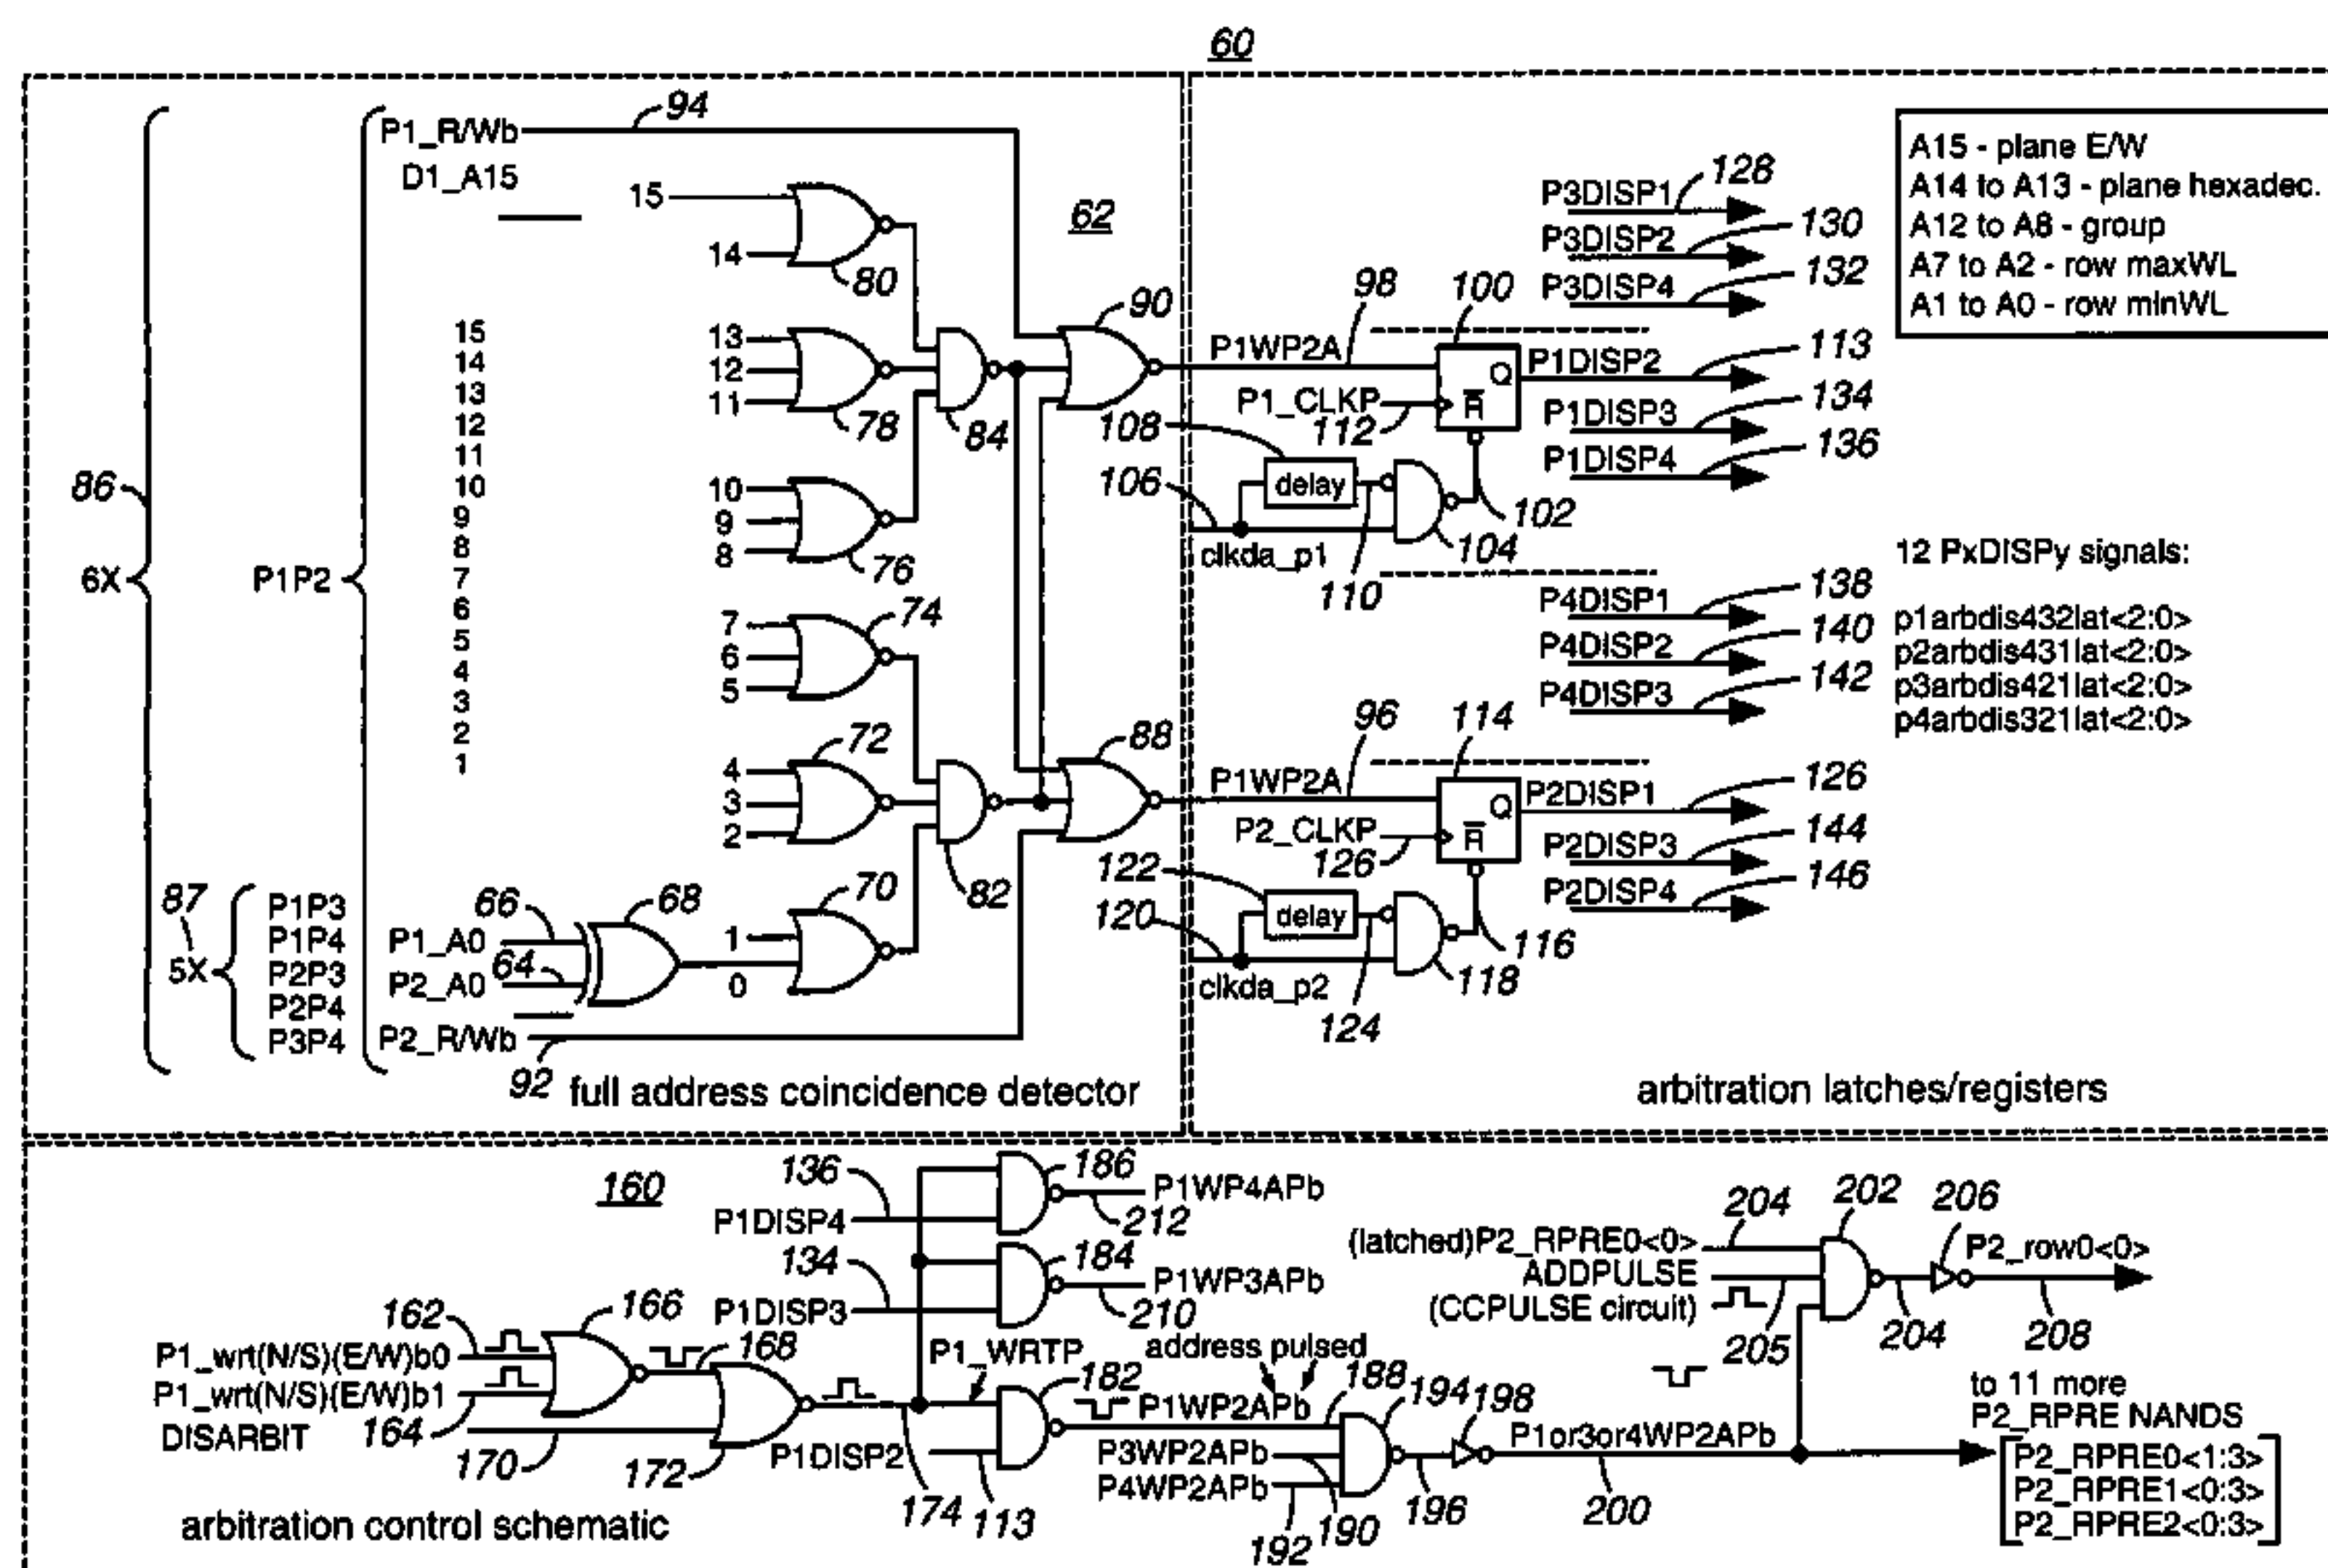 60
94
P1_R/Wb
D1_A15
15
14
80
62
13
12
11
78
84
90
15
14
13
12
11
10
9
8
7
6
5
4
3
2
1
86
6X
P1P2
10
9
8
76
7
6
5
74
4
3
2
72
88
82
87
5X
P1P3
P1P4
P2P3
P2P4
P3P4
66
P1_A0
64
P2_A0
68
1
0
70
P2_R/Wb
92
full address coincidence detector
P3DISP1
128
P3DISP2
130
P3DISP4
132
A15 - plane E/W
A14 to A13 - plane hexadec.
A12 to A8 - group
A7 to A2 - row maxWL
A1 to A0 - row minWL
98
100
P1WP2A
Q
R
P1_CLKP
112
P1DISP2
113
P1DISP3
134
P1DISP4
136
108
delay
106
clkda_p1
110
104
102
12 PxDISPy signals:
p1arbdis432lat<2:0>
p2arbdis431lat<2:0>
p3arbdis421lat<2:0>
p4arbdis321lat<2:0>
P4DISP1
138
P4DISP2
140
P4DISP3
142
96
114
P1WP2A
Q
R
P2_CLKP
126
P2DISP1
126
P2DISP3
144
P2DISP4
146
122
delay
120
clkda_p2
124
118
116
arbitration latches/registers
160
136
P1DISP4
186
P1WP4APb
212
134
P1DISP3
184
P1WP3APb
210
162
P1_wrt(N/S)(E/W)b0
P1_wrt(N/S)(E/W)b1
164
DISARBIT
170
166
168
172
P1_WRTP
174
P1DISP2
113
182
address pulsed
P1WP2APb
188
P3WP2APb
190
P4WP2APb
192
194
196
198
P1or3or4WP2APb
200
204
(latched)P2_RPRE0<0>
ADDPULSE
(CCPULSE circuit)
205
202
204
206
P2_row0<0>
208
to 11 more
P2_RPRE NANDS
P2_RPRE0<1:3>
P2_RPRE1<0:3>
P2_RPRE2<0:3>
arbitration control schematic